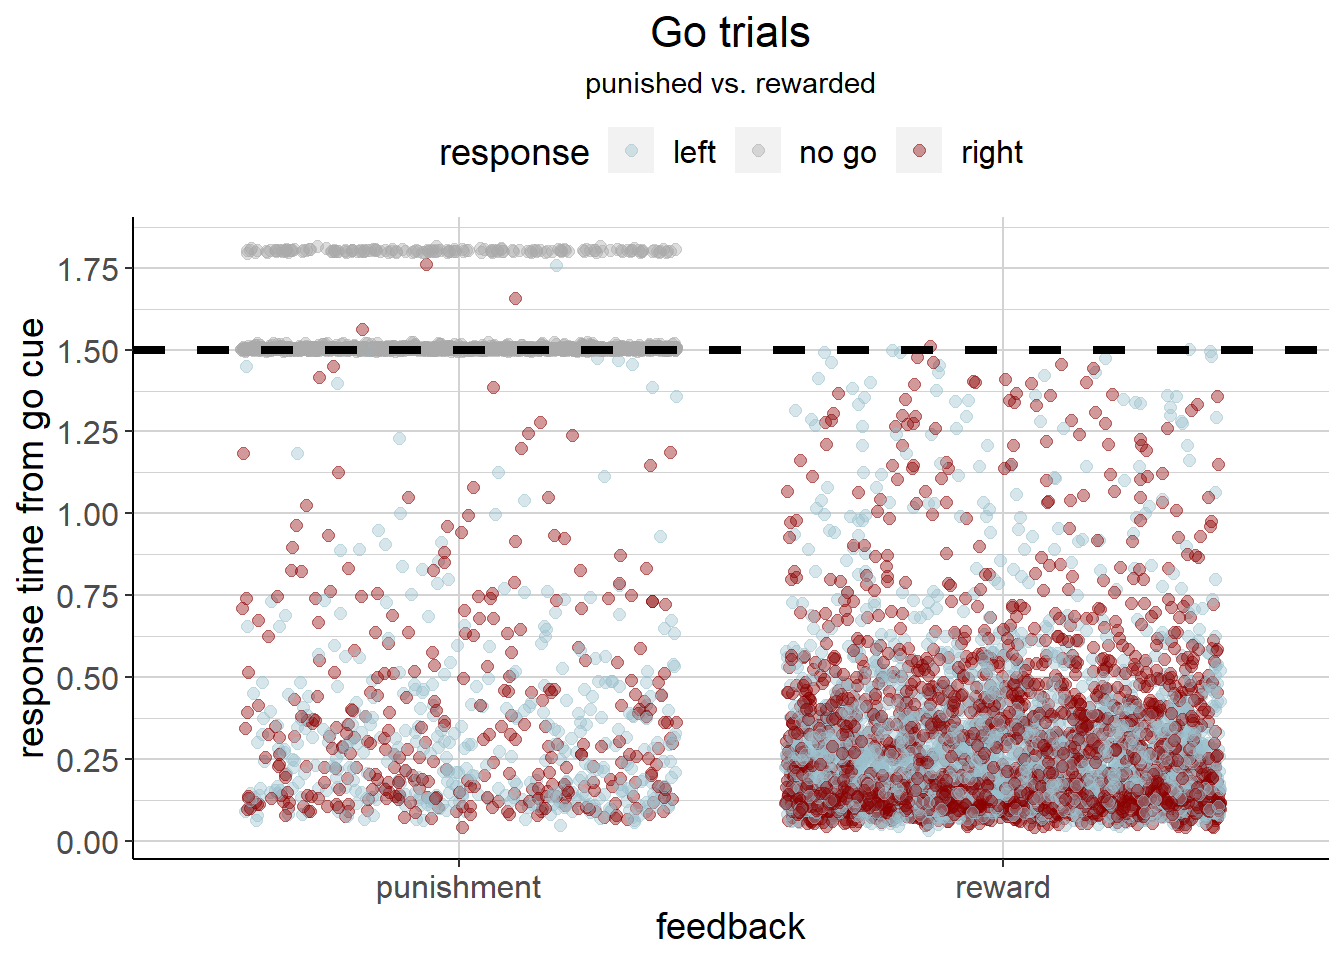 Go trials
punished vs. rewarded
response left no go right
1.75
1.50
1.25
1.00
0.75
0.50
0.25
0.00
response time from go cue
punishment reward
feedback